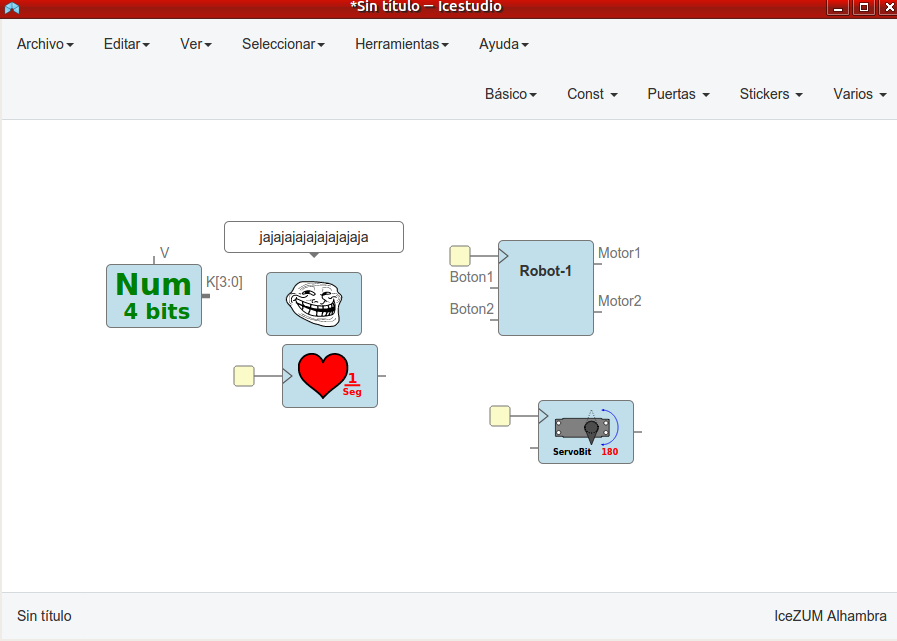 *Sin título – Icestudio
Archivo Editar Ver Seleccionar Herramientas Ayuda
Básico Const Puertas Stickers Varios
jajajajajajajajaja
V
Num
4 bits
K[3:0]
1
Seg
Boton1
Boton2
Robot-1
Motor1
Motor2
ServoBit 180
Sin título
IceZUM Alhambra